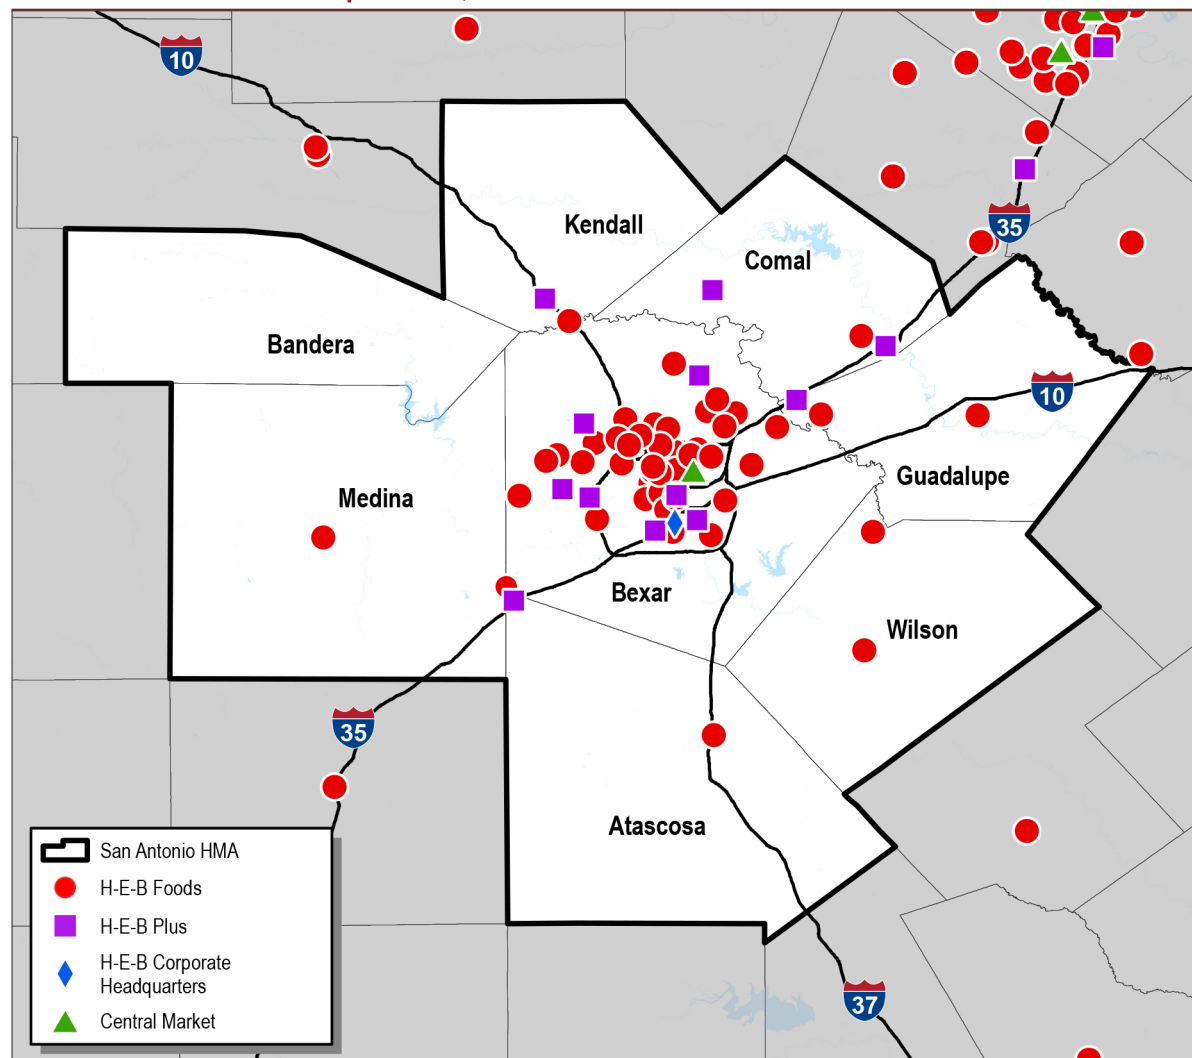 10
Kendall
35
Comal
Bandera
10
Guadalupe
Medina
Bexar
Wilson
35
Atascosa
San Antonio HMA
H-E-B Foods
H-E-B Plus
H-E-B Corporate
Headquarters
Central Market
37